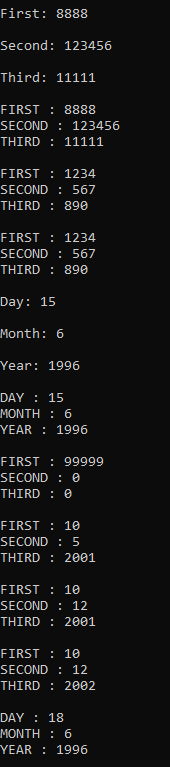 First: 8888
Second: 123456
Third: 11111
FIRST : 8888
SECOND : 123456
THIRD : 11111
FIRST : 1234
SECOND : 567
THIRD : 890
FIRST : 1234
SECOND : 567
THIRD : 890
Day: 15
Month: 6
Year: 1996
DAY : 15
MONTH : 6
YEAR : 1996
FIRST : 99999
SECOND : 0
THIRD : 0
FIRST : 10
SECOND : 5
THIRD : 2001
FIRST : 10
SECOND : 12
THIRD : 2001
FIRST : 10
SECOND : 12
THIRD : 2002
DAY : 18
MONTH : 6
YEAR : 1996